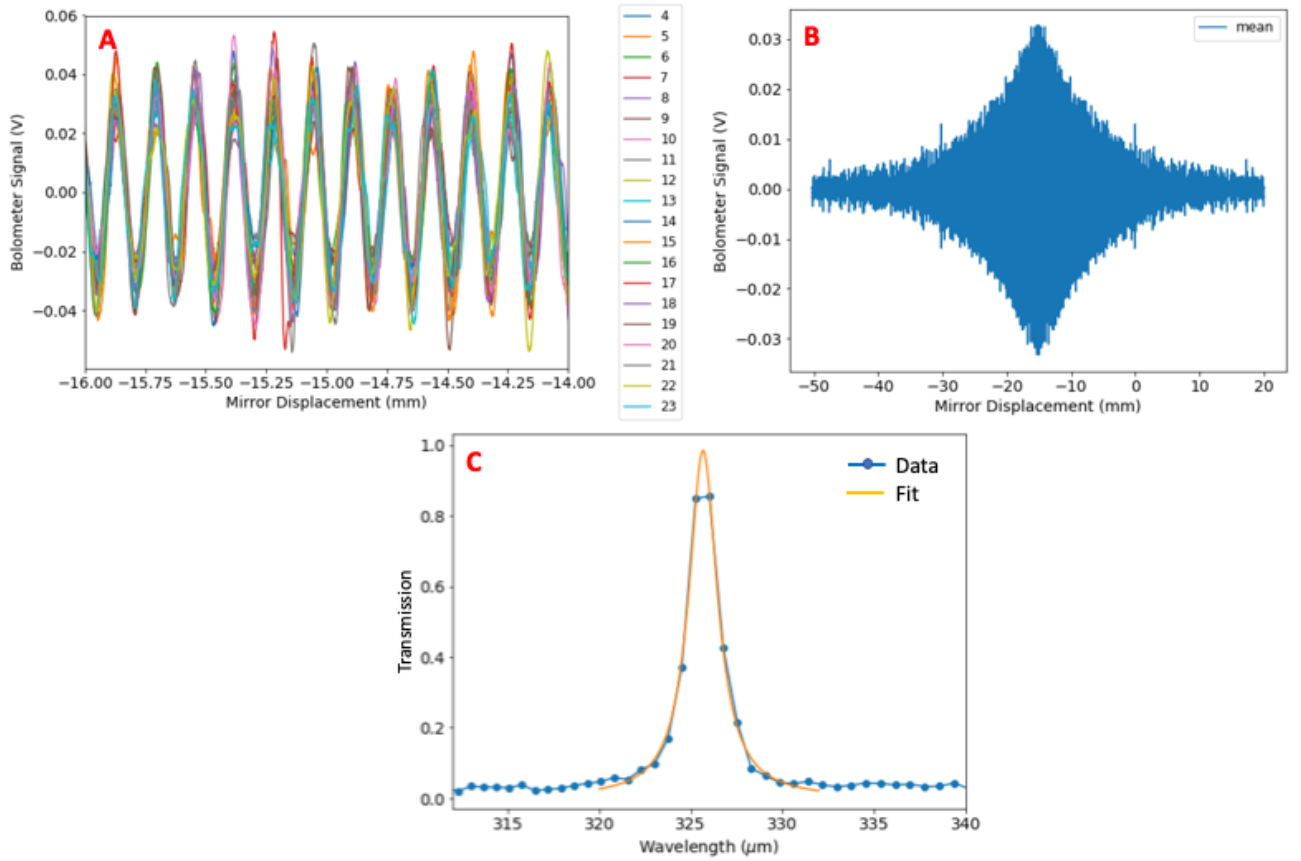 A
0.06
0.04
0.02
0.00
−0.02
−0.04
Bolometer Signal (V)
−16.00 −15.75 −15.50 −15.25 −15.00 −14.75 −14.50 −14.25 −14.00
Mirror Displacement (mm)
4
5
6
7
8
9
10
11
12
13
14
15
16
17
18
19
20
21
22
23
B
mean
0.03
0.02
0.01
0.00
−0.01
−0.02
−0.03
Bolometer Signal (V)
−50 −40 −30 −20 −10 0 10 20
Mirror Displacement (mm)
C
Data
Fit
1.0
0.8
0.6
0.4
0.2
0.0
Transmission
315 320 325 330 335 340
Wavelength (μm)